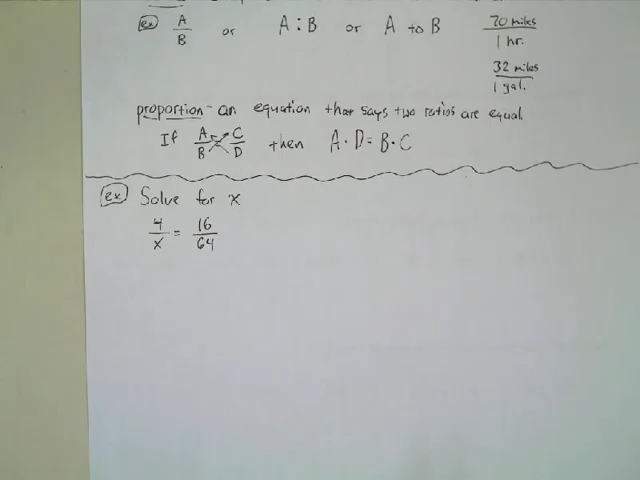 ex A/B or A : B or A to B 70 miles / 1 hr.
32 miles / 1 gal.
proportion - an equation that says two ratios are equal.
If A/B = C/D then A · D = B · C
ex Solve for x
4/x = 16/64